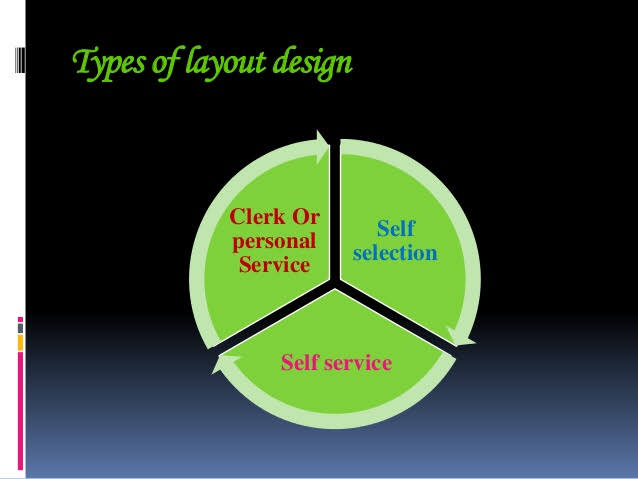 Types of layout design
Clerk Or
personal
Service
Self
selection
Self service